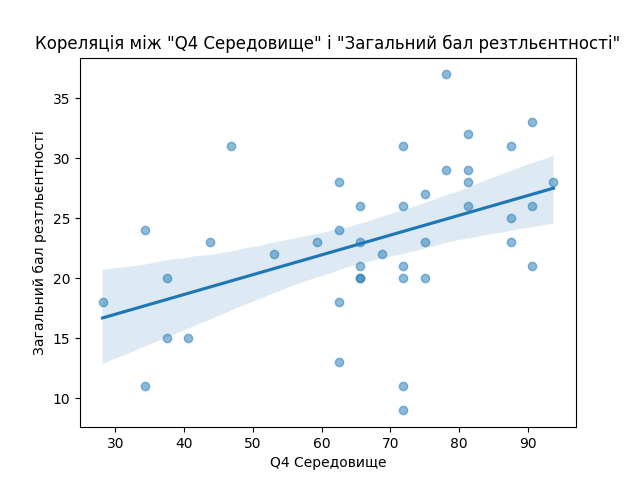 Кореляція між "Q4 Середовище" і "Загальний бал резтльєнтності"
Загальний бал резтльєнтності
35
30
25
20
15
10
30 40 50 60 70 80 90
Q4 Середовище